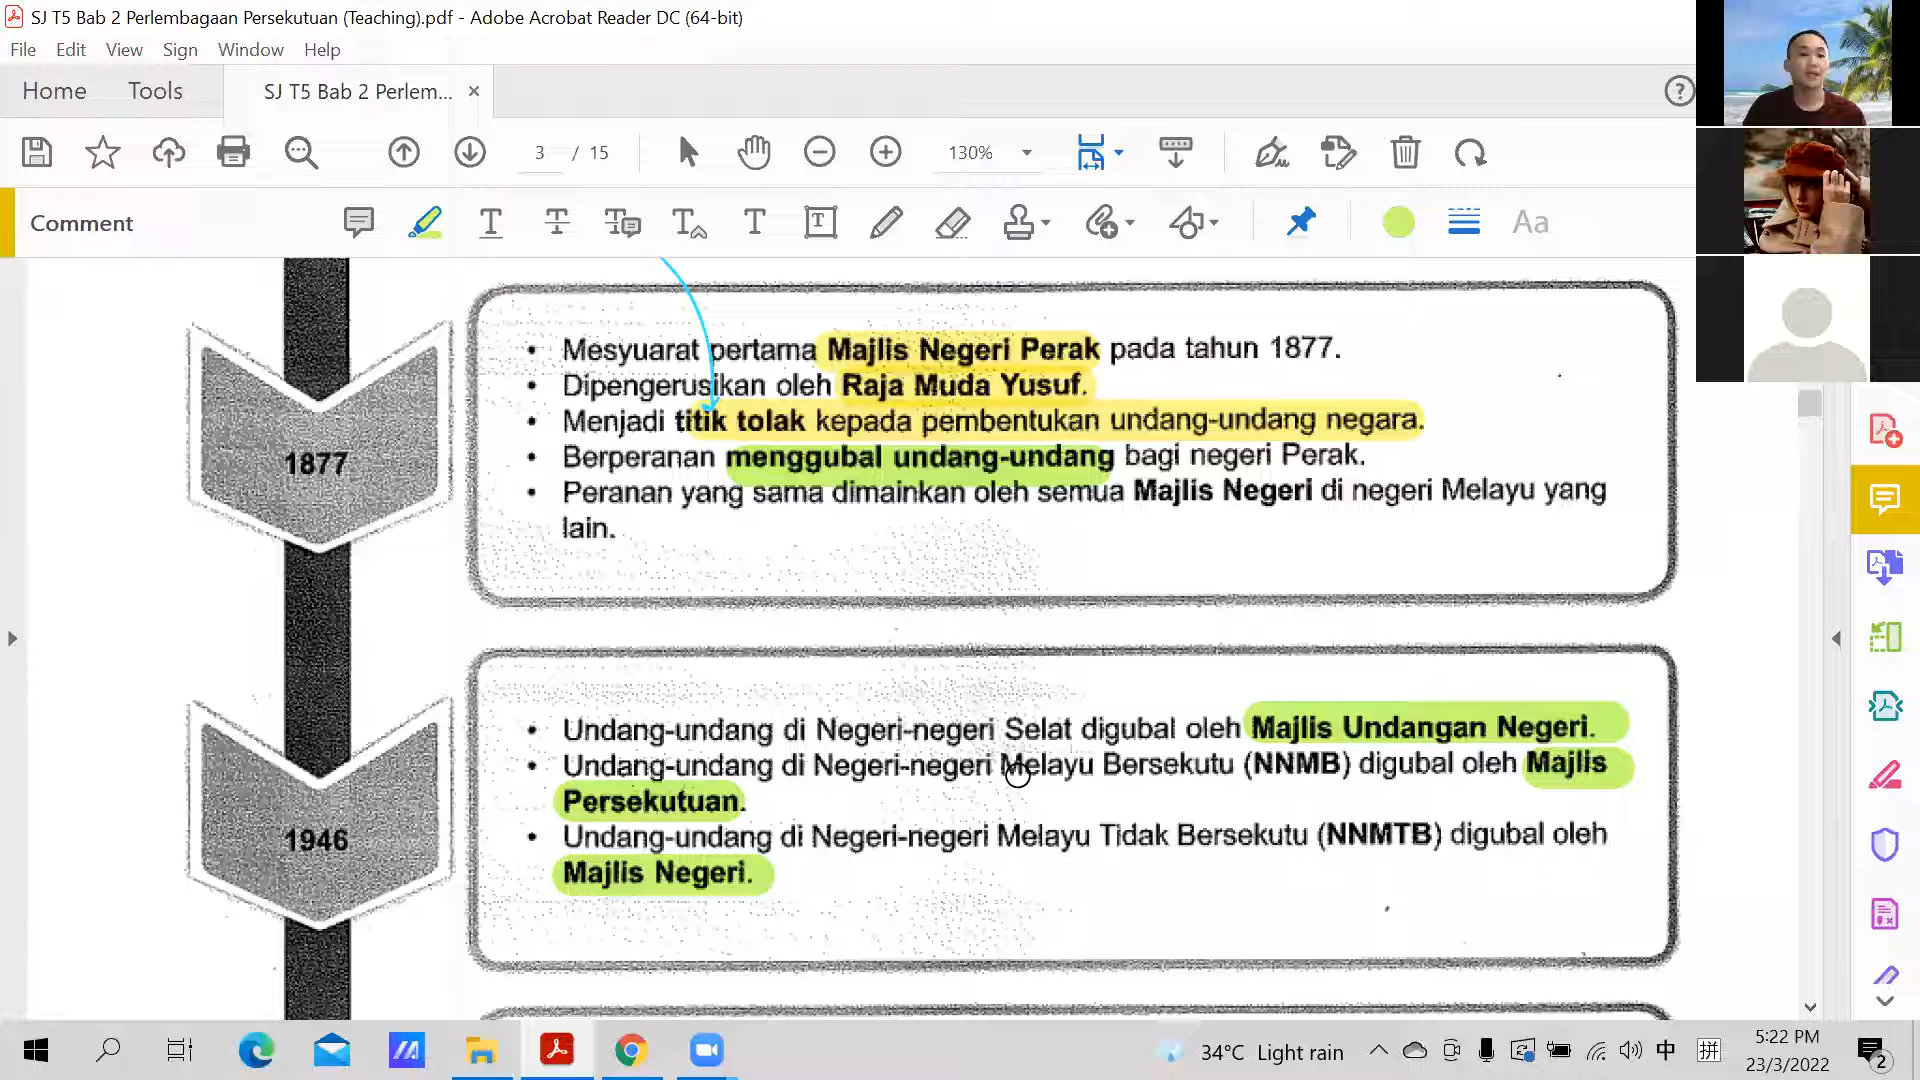 SJ T5 Bab 2 Perlembagaan Persekutuan (Teaching).pdf - Adobe Acrobat Reader DC (64-bit)
File Edit View Sign Window Help
Home Tools SJ T5 Bab 2 Perlem... ×
3 / 15 130%
Comment
Aa
1877
• Mesyuarat pertama Majlis Negeri Perak pada tahun 1877.
• Dipengerusikan oleh Raja Muda Yusuf.
• Menjadi titik tolak kepada pembentukan undang-undang negara.
• Berperanan menggubal undang-undang bagi negeri Perak.
• Peranan yang sama dimainkan oleh semua Majlis Negeri di negeri Melayu yang
lain.
1946
• Undang-undang di Negeri-negeri Selat digubal oleh Majlis Undangan Negeri.
• Undang-undang di Negeri-negeri Melayu Bersekutu (NNMB) digubal oleh Majlis
Persekutuan.
• Undang-undang di Negeri-negeri Melayu Tidak Bersekutu (NNMTB) digubal oleh
Majlis Negeri.
34°C Light rain
中
拼
5:22 PM
23/3/2022
2